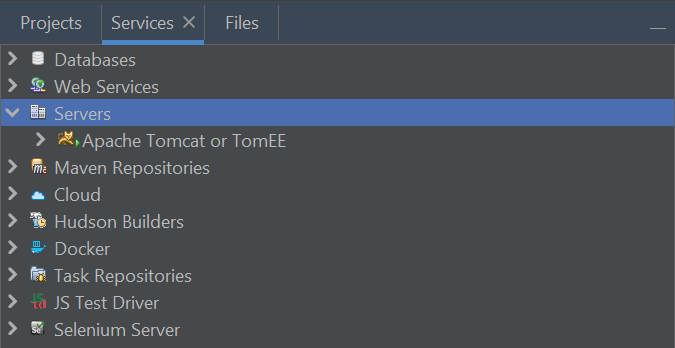 Projects Services Files
Databases
Web Services
Servers
Apache Tomcat or TomEE
Maven Repositories
Cloud
Hudson Builders
Docker
Task Repositories
JS Test Driver
Selenium Server